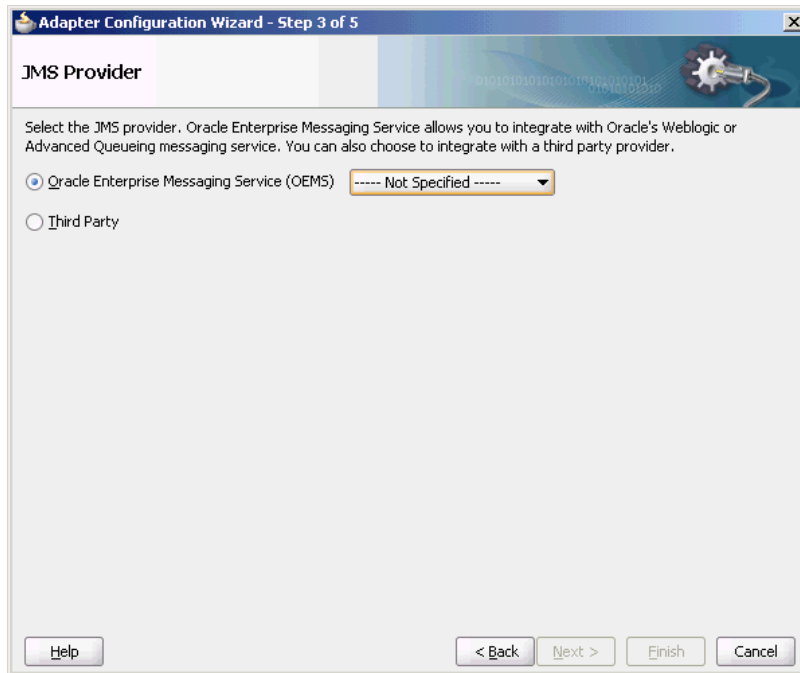 Adapter Configuration Wizard - Step 3 of 5
JMS Provider
Select the JMS provider. Oracle Enterprise Messaging Service allows you to integrate with Oracle's Weblogic or
Advanced Queueing messaging service. You can also choose to integrate with a third party provider.
Oracle Enterprise Messaging Service (OEMS) ----- Not Specified -----
Third Party
Help < Back Next > Finish Cancel